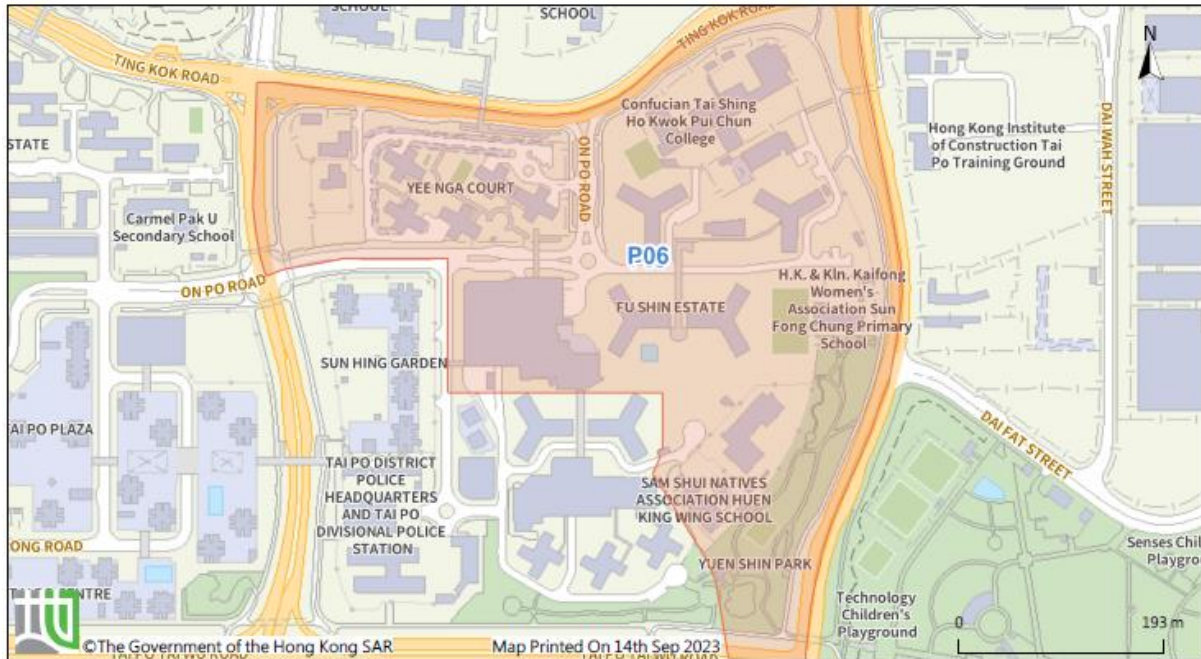 SCHOOL
SCHOOL
TING KOK ROAD
TING KOK ROAD
N
Confucian Tai Shing
Ho Kwok Pui Chun
College
ON PO ROAD
DAI WAH STREET
Hong Kong Institute
of Construction Tai
Po Training Ground
ESTATE
YEE NGA COURT
Carmel Pak U
Secondary School
P06
ON PO ROAD
H.K. & Kln. Kaifong
Women's
Association Sun
Fong Chung Primary
School
FU SHIN ESTATE
SUN HING GARDEN
TAI PO PLAZA
DAI FAT STREET
TAI PO DISTRICT
POLICE
HEADQUARTERS
AND TAI PO
DIVISIONAL POLICE
STATION
SAM SHUI NATIVES
ASSOCIATION HUEN
KING WING SCHOOL
ONG ROAD
YUEN SHIN PARK
Senses Chil
Playgrou
Technology
Children's
Playground
NTRE
0
193 m
©The Government of the Hong Kong SAR
Map Printed On 14th Sep 2023